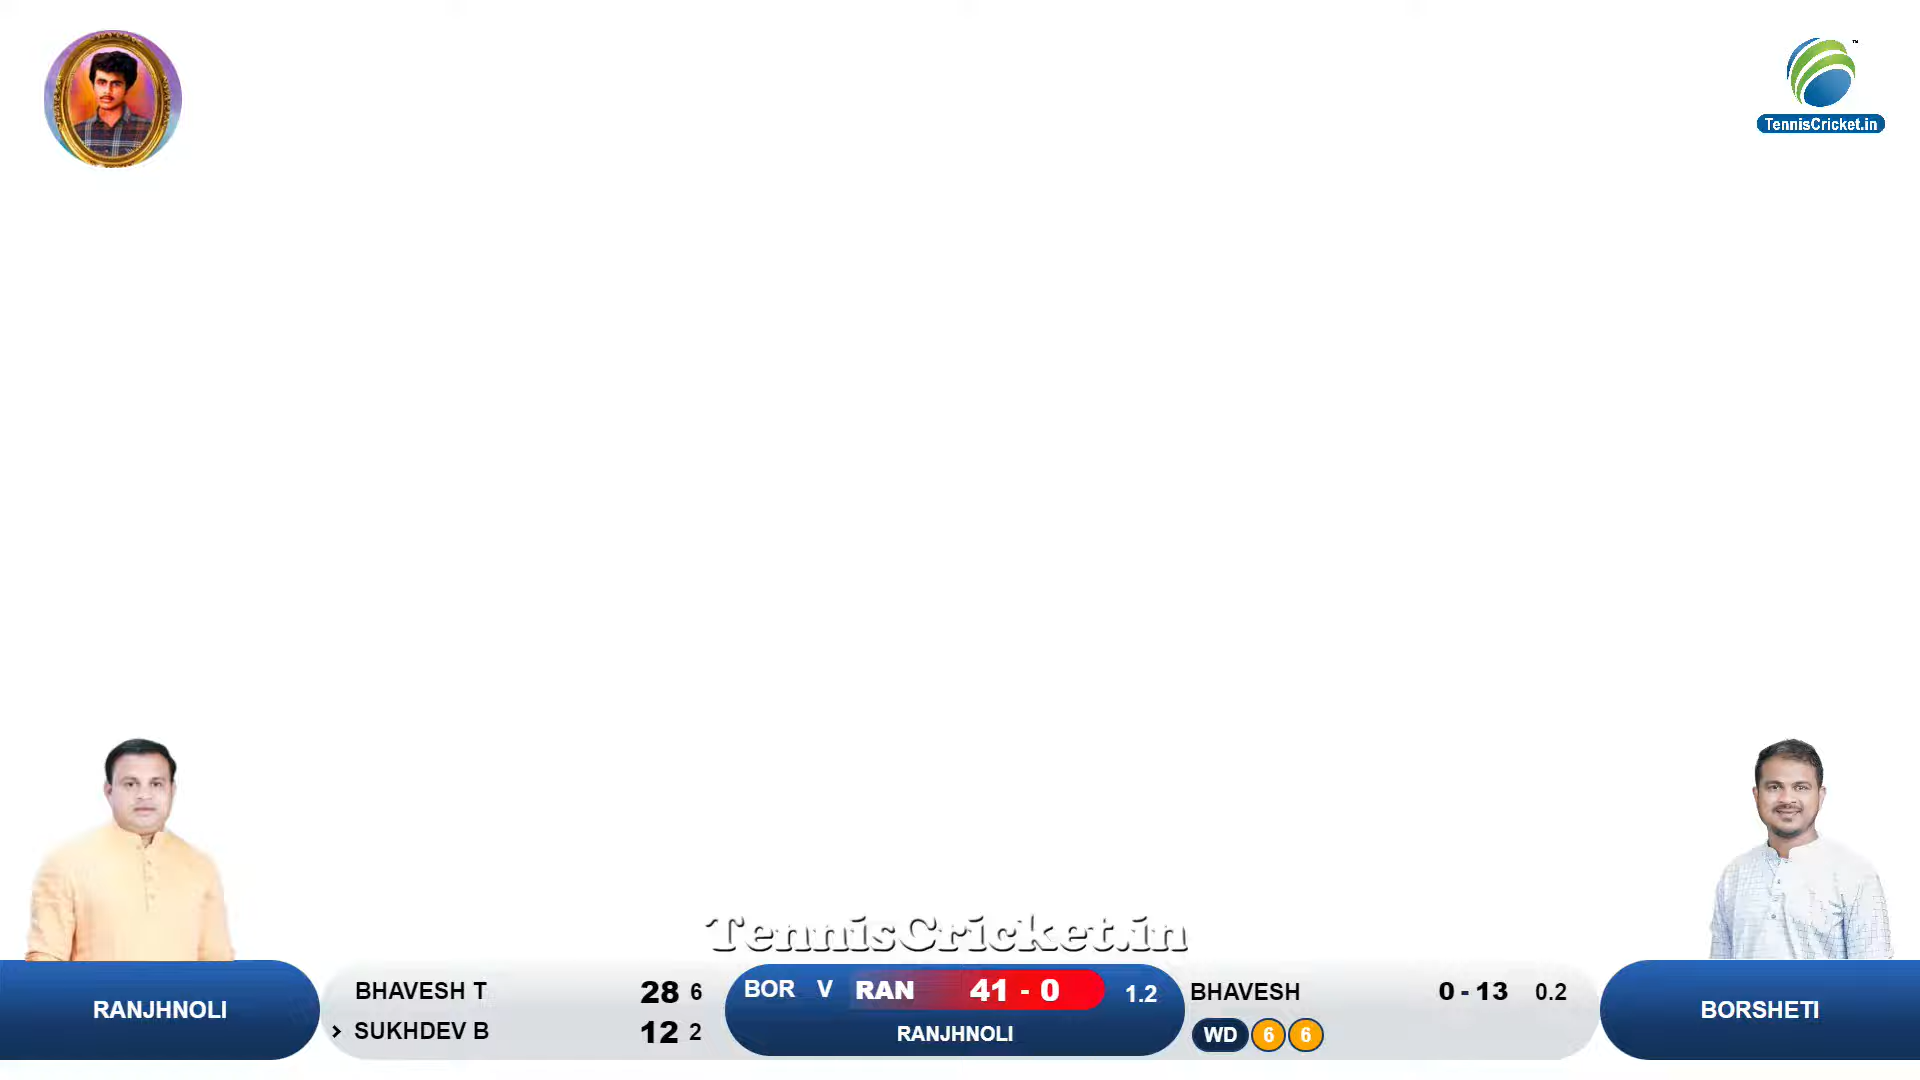 TennisCricket.in
TennisCricket.in
RANJHNOLI
BHAVESH T 28 6
> SUKHDEV B 12 2
BOR V RAN 41 - 0 1.2
RANJHNOLI
BHAVESH 0 - 13 0.2
WD 6 6
BORSHETI